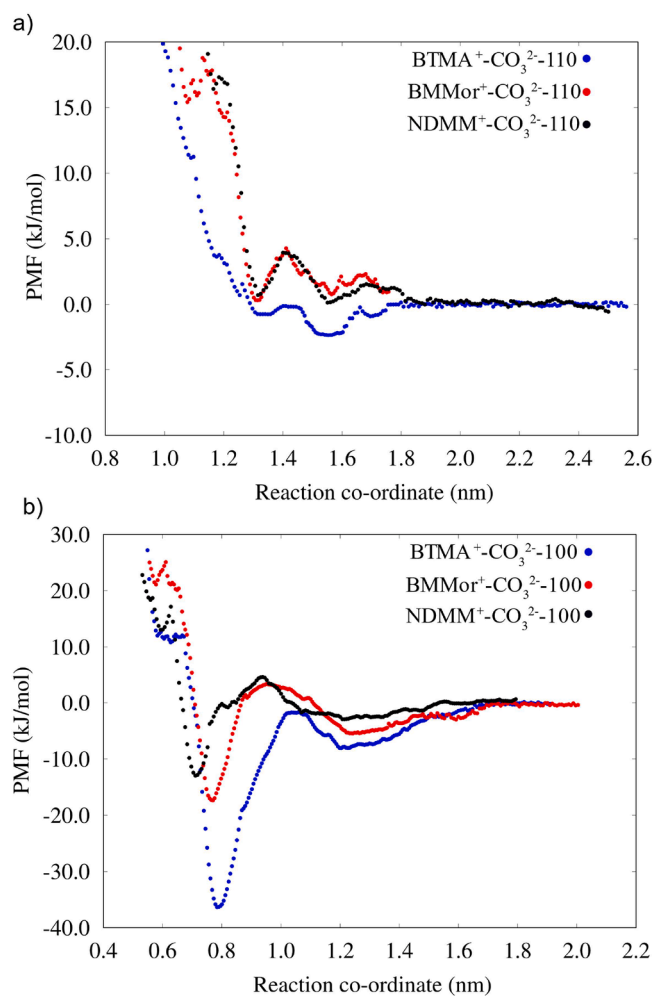 a)
20.0
15.0
10.0
5.0
0.0
-5.0
-10.0
PMF (kJ/mol)
BTMA⁺-CO₃²⁻-110
BMMor⁺-CO₃²⁻-110
NDMM⁺-CO₃²⁻-110
0.8 1.0 1.2 1.4 1.6 1.8 2.0 2.2 2.4 2.6
Reaction co-ordinate (nm)
b)
30.0
20.0
10.0
0.0
-10.0
-20.0
-30.0
-40.0
PMF (kJ/mol)
BTMA⁺-CO₃²⁻-100
BMMor⁺-CO₃²⁻-100
NDMM⁺-CO₃²⁻-100
0.4 0.6 0.8 1.0 1.2 1.4 1.6 1.8 2.0 2.2
Reaction co-ordinate (nm)